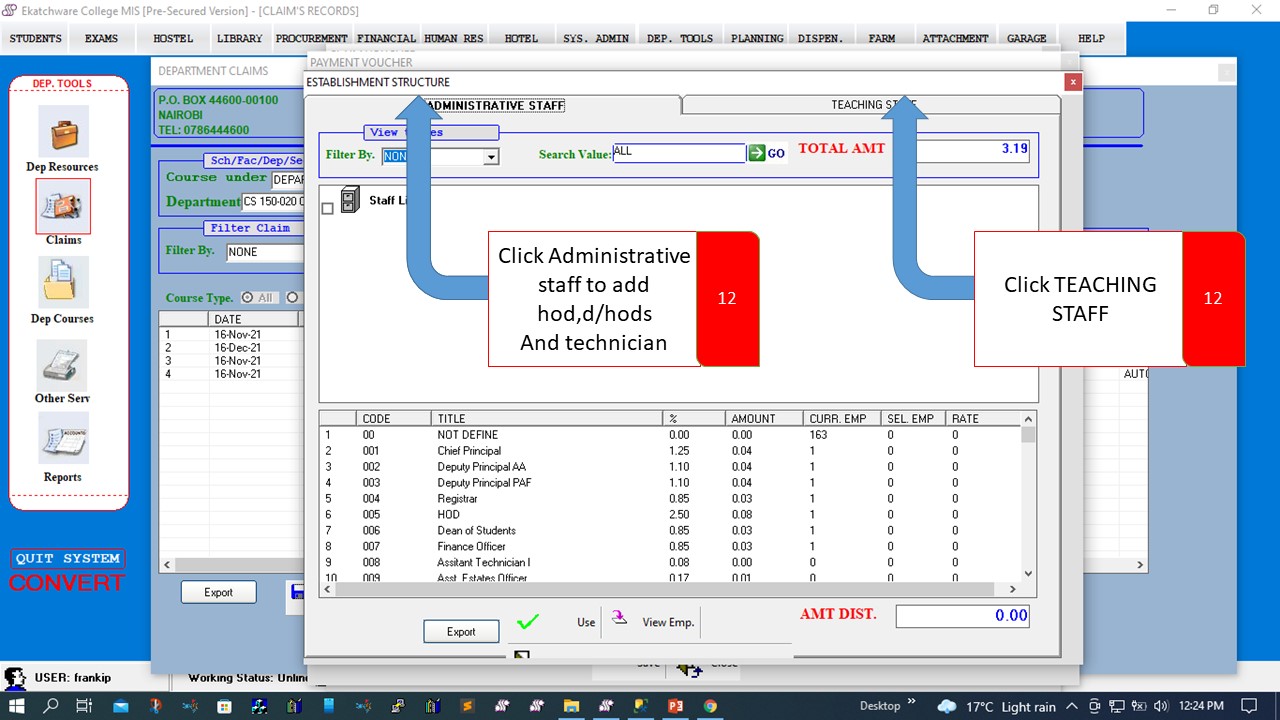 Ekatchware College MIS [Pre-Secured Version] - [CLAIM'S RECORDS]
STUDENTS EXAMS HOSTEL LIBRARY PROCUREMENT FINANCIAL HUMAN RES HOTEL SYS. ADMIN DEP. TOOLS PLANNING DISPEN. FARM ATTACHMENT GARAGE HELP
DEP. TOOLS
Dep Resources
Claims
Dep Courses
Other Serv
Reports
QUIT SYSTEM
CONVERT
DEPARTMENT CLAIMS
P.O. BOX 44600-00100
NAIROBI
TEL: 0786444600
Sch/Fac/Dep/Se
Course under DEPAR
Department CS 150-020
Filter Claim
Filter By. NONE
Course Type. All
DATE
1 16-Nov-21
2 16-Dec-21
3 16-Nov-21
4 16-Nov-21
Export
PAYMENT VOUCHER
ESTABLISHMENT STRUCTURE
ADMINISTRATIVE STAFF TEACHING
View
Filter By. NON
Search Value: ALL GO
TOTAL AMT 3.19
Staff Li
Click Administrative
staff to add
hod,d/hods
And technician
12
Click TEACHING
STAFF
12
CODE TITLE % AMOUNT CURR. EMP SEL. EMP RATE
1 00 NOT DEFINE 0.00 0.00 163 0 0
2 001 Chief Principal 1.25 0.04 1 0 0
3 002 Deputy Principal AA 1.10 0.04 1 0 0
4 003 Deputy Principal PAF 1.10 0.04 1 0 0
5 004 Registrar 0.85 0.03 1 0 0
6 005 HOD 2.50 0.08 1 0 0
7 006 Dean of Students 0.85 0.03 1 0 0
8 007 Finance Officer 0.85 0.03 1 0 0
9 008 Assitant Technician I 0.08 0.00 0 0 0
10 009 Asst. Estates Officer 0.17 0.01 0 0 0
AMT DIST. 0.00
Export Use View Emp.
Save Close
AUTO
USER: frankip Working Status: Online
Desktop 17°C Light rain 12:24 PM